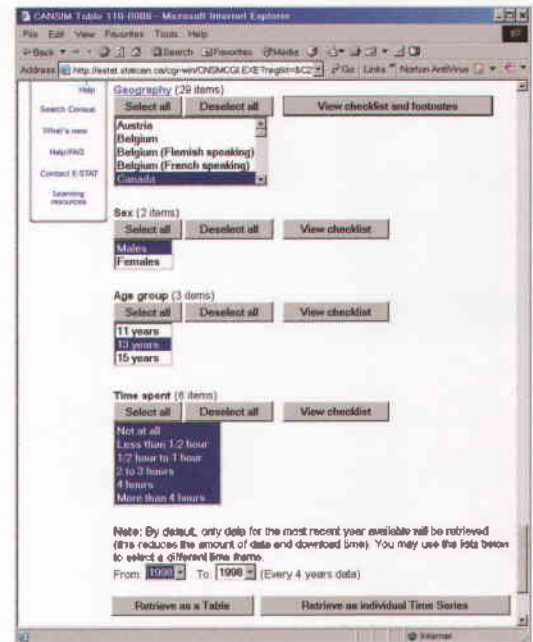 CANSIM Table 110-0006 - Microsoft Internet Explorer
File Edit View Favorites Tools Help
Back Search Favorites Media
Address http://estat.statcan.ca/cgi-win/CNSMCGI.EXE Go Links Norton AntiVirus
Help
Search Census
What's new
Help/FAQ
Contact E-STAT
Learning resources
Geography (29 items)
Select all Deselect all View checklist and footnotes
Austria
Belgium
Belgium (Flemish speaking)
Belgium (French speaking)
Canada
Sex (2 items)
Select all Deselect all View checklist
Males
Females
Age group (3 items)
Select all Deselect all View checklist
11 years
13 years
15 years
Time spent (6 items)
Select all Deselect all View checklist
Not at all
Less than 1/2 hour
1/2 hour to 1 hour
2 to 3 hours
4 hours
More than 4 hours
Note: By default, only data for the most recent year available will be retrieved
(this reduces the amount of data and download time). You may use the lists below
to select a different time frame.
From: 1998 To: 1998 (Every 4 years data)
Retrieve as a Table Retrieve as individual Time Series
Internet